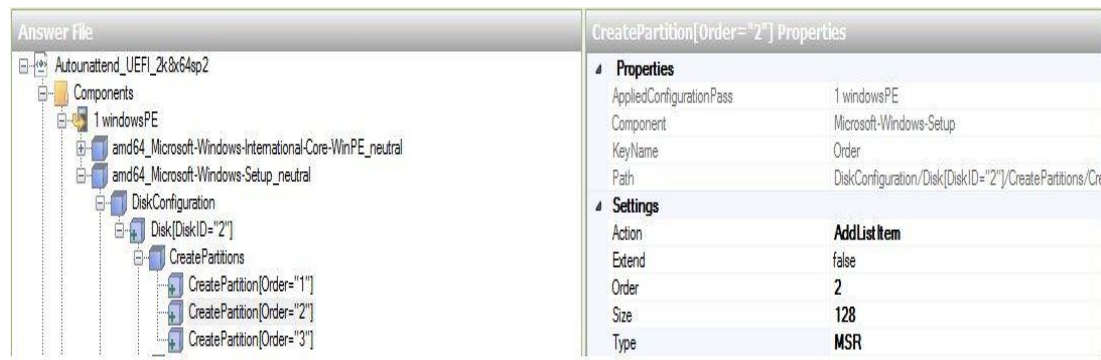 Answer File
Autounattend_UEFI_2k8x64sp2
Components
1 windowsPE
amd64_Microsoft-Windows-International-Core-WinPE_neutral
amd64_Microsoft-Windows-Setup_neutral
DiskConfiguration
Disk[DiskID="2"]
CreatePartitions
CreatePartition[Order="1"]
CreatePartition[Order="2"]
CreatePartition[Order="3"]
CreatePartition[Order="2"] Properties
Properties
AppliedConfigurationPass 1 windowsPE
Component Microsoft-Windows-Setup
KeyName Order
Path DiskConfiguration/Disk[DiskID="2"]/CreatePartitions/Cre
Settings
Action AddListItem
Extend false
Order 2
Size 128
Type MSR